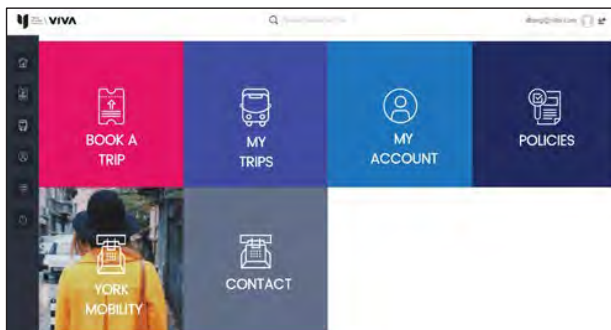 VIVA
BOOK A
TRIP
MY
TRIPS
MY
ACCOUNT
POLICIES
YORK
MOBILITY
CONTACT